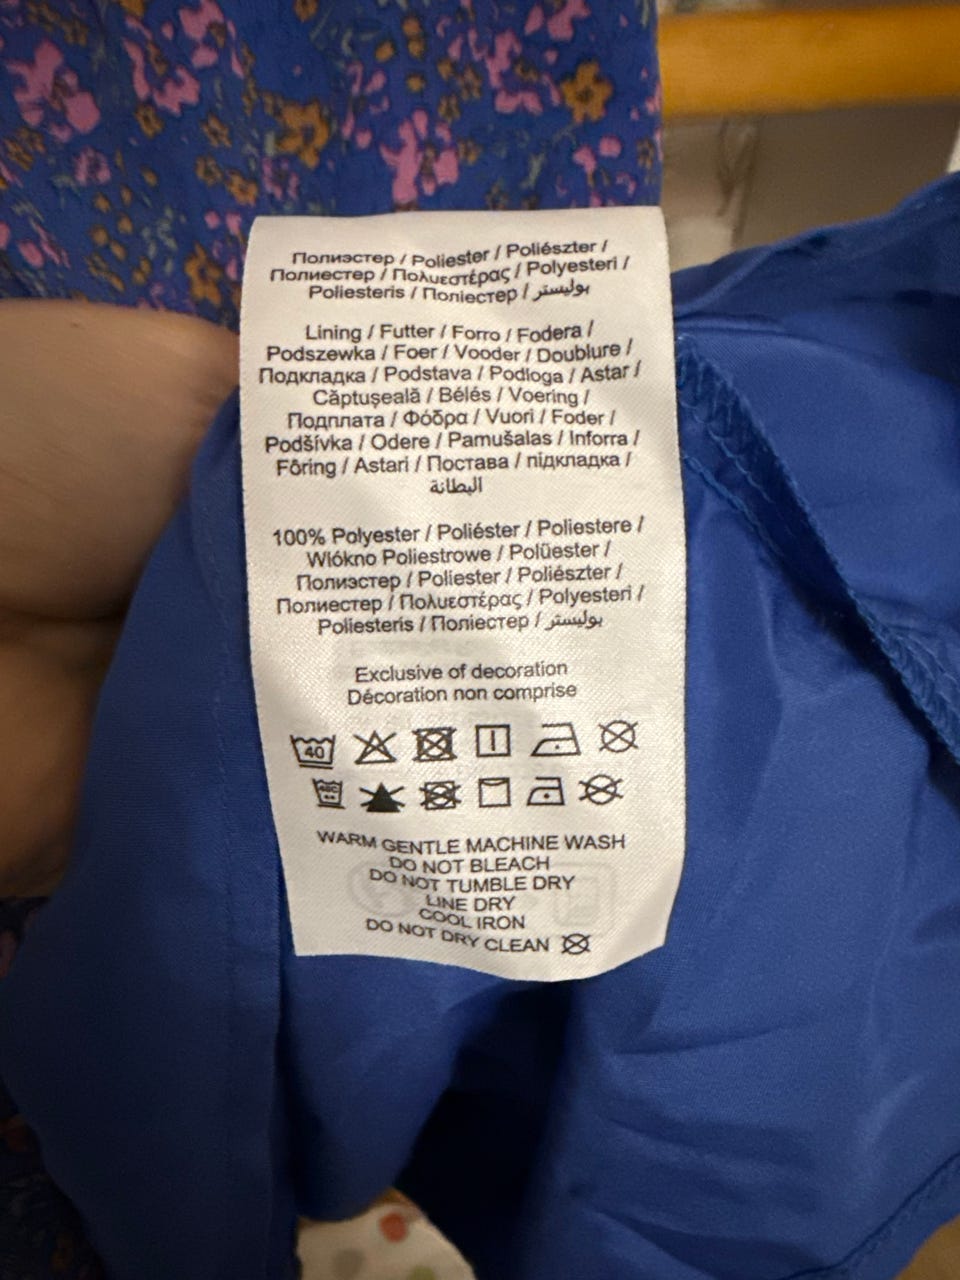 Полиэстер / Poliester / Poliészter /
Полиестер / Πολυεστέρας / Polyesteri /
Poliesteris / Поліестер / بوليستر
Lining / Futter / Forro / Fodera /
Podszewka / Foer / Vooder / Doublure /
Подкладка / Podstava / Podloga / Astar /
Căptușeală / Bélés / Voering /
Подплата / Φόδρα / Vuori / Foder /
Podšívka / Odere / Pamušalas / Inforra /
Fôring / Astari / Постава / підкладка /
البطانة
100% Polyester / Poliéster / Poliestere /
Wlókno Poliestrowe / Polüester /
Полиэстер / Poliester / Poliészter /
Полиестер / Πολυεστέρας / Polyesteri /
Poliesteris / Поліестер / بوليستر
Exclusive of decoration
Décoration non comprise
40
40C
WARM GENTLE MACHINE WASH
DO NOT BLEACH
DO NOT TUMBLE DRY
LINE DRY
COOL IRON
DO NOT DRY CLEAN